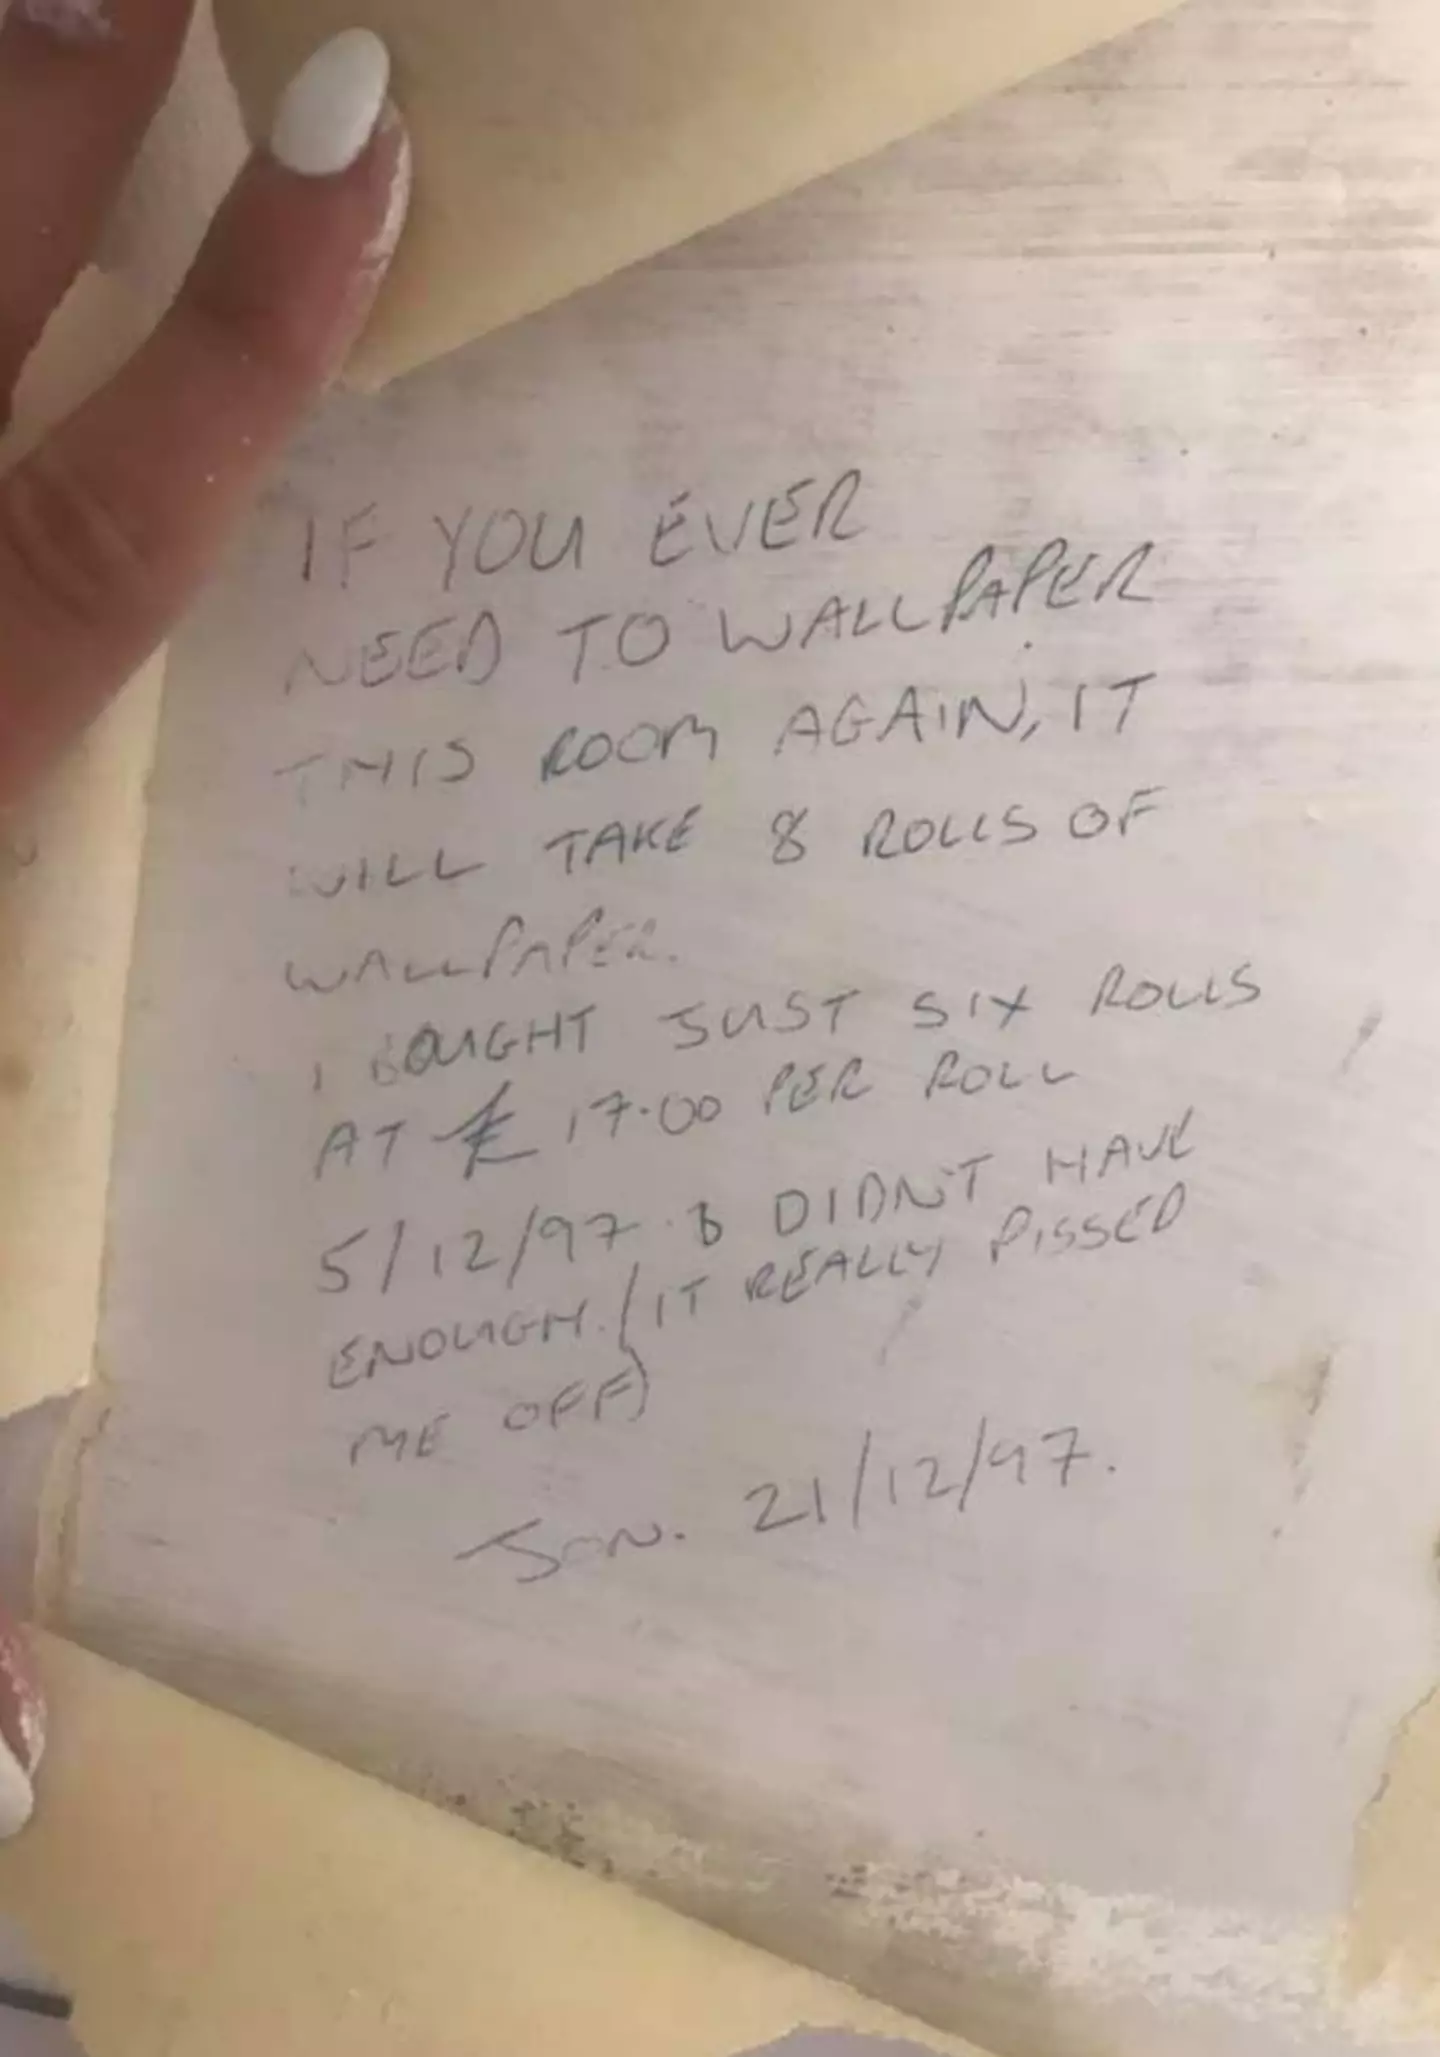 IF YOU EVER
NEED TO WALLPAPER
THIS ROOM AGAIN, IT
WILL TAKE 8 ROLLS OF
WALLPAPER.
I BOUGHT JUST SIX ROLLS
AT £17.00 PER ROLL
5/12/97. & DIDN'T HAVE
ENOUGH. (IT REALLY PISSED
ME OFF)
JON. 21/12/97.